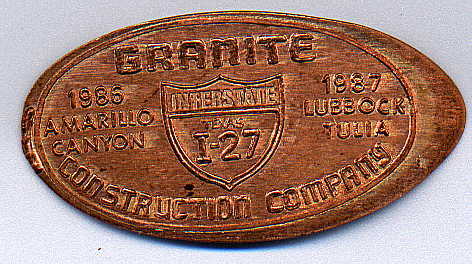 GRANITE
1986
AMARILLO
CANYON
INTERSTATE
TEXAS
I-27
1987
LUBBOCK
TULIA
CONSTRUCTION COMPANY